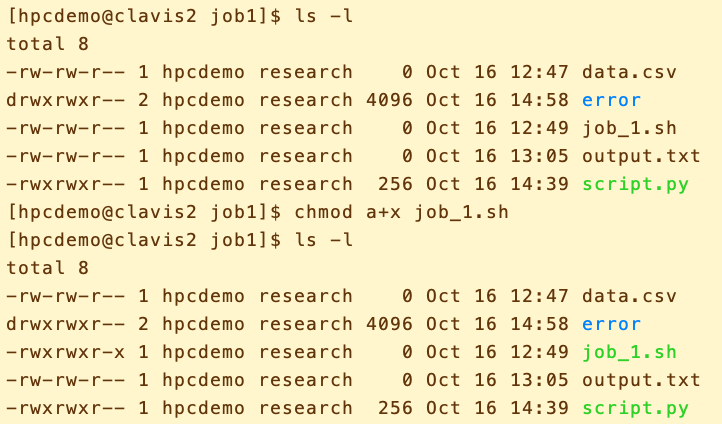 [hpcdemo@clavis2 job1]$ ls -l
total 8
-rw-rw-r-- 1 hpcdemo research    0 Oct 16 12:47 data.csv
drwxrwxr-- 2 hpcdemo research 4096 Oct 16 14:58 error
-rw-rw-r-- 1 hpcdemo research    0 Oct 16 12:49 job_1.sh
-rw-rw-r-- 1 hpcdemo research    0 Oct 16 13:05 output.txt
-rwxrwxr-- 1 hpcdemo research  256 Oct 16 14:39 script.py
[hpcdemo@clavis2 job1]$ chmod a+x job_1.sh
[hpcdemo@clavis2 job1]$ ls -l
total 8
-rw-rw-r-- 1 hpcdemo research    0 Oct 16 12:47 data.csv
drwxrwxr-- 2 hpcdemo research 4096 Oct 16 14:58 error
-rwxrwxr-x 1 hpcdemo research    0 Oct 16 12:49 job_1.sh
-rw-rw-r-- 1 hpcdemo research    0 Oct 16 13:05 output.txt
-rwxrwxr-- 1 hpcdemo research  256 Oct 16 14:39 script.py